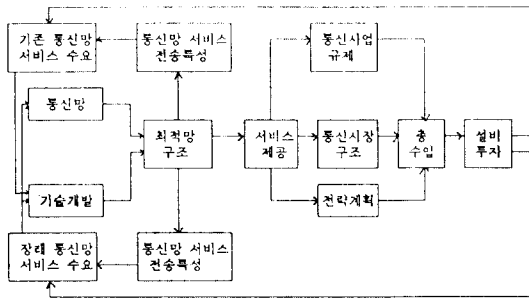 기존 통신망
서비스 수요
통신망 서비스
전송특성
통신사업
규제
통신망
최적망
구조
서비스
제공
통신시장
구조
총
수입
설비
투자
기술개발
전략계획
장래 통신망
서비스 수요
통신망 서비스
전송특성